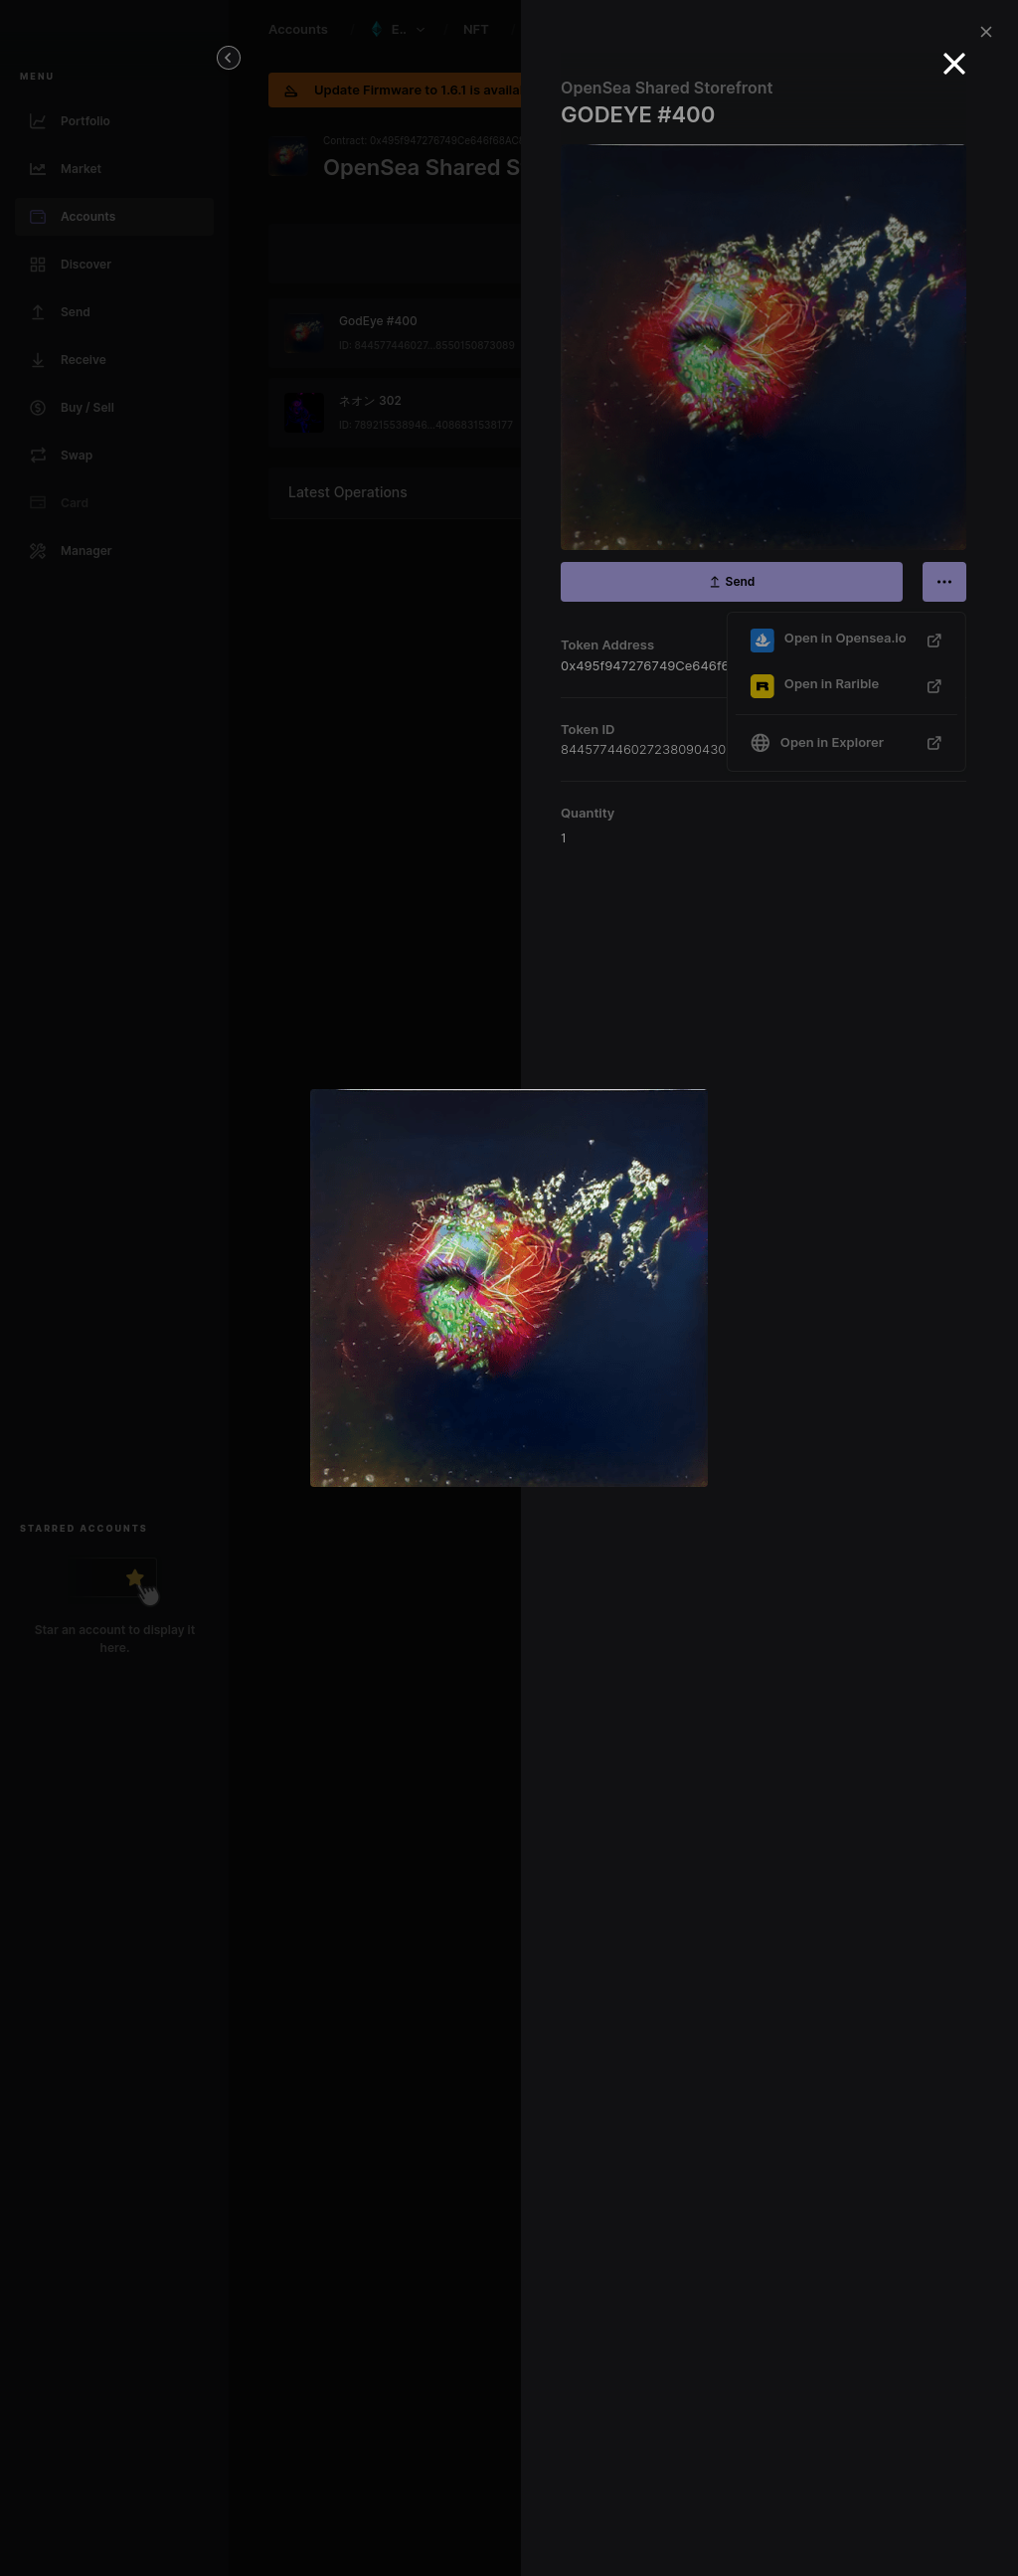 MENU
Portfolio
Market
Accounts
Discover
Send
Receive
Buy / Sell
Swap
Card
Manager
STARRED ACCOUNTS
Star an account to display it
here.
Accounts / E.. / NFT /
Update Firmware to 1.6.1 is availa
Contract: 0x495f947276749Ce646f68AC8
OpenSea Shared S
GodEye #400
ID: 844577446027...8550150873089
ネオン 302
ID: 789215538946...4086831538177
Latest Operations
OpenSea Shared Storefront
GODEYE #400
Send
Open in Opensea.io
Open in Rarible
Open in Explorer
Token Address
0x495f947276749Ce646f6
Token ID
844577446027238090430
Quantity
1